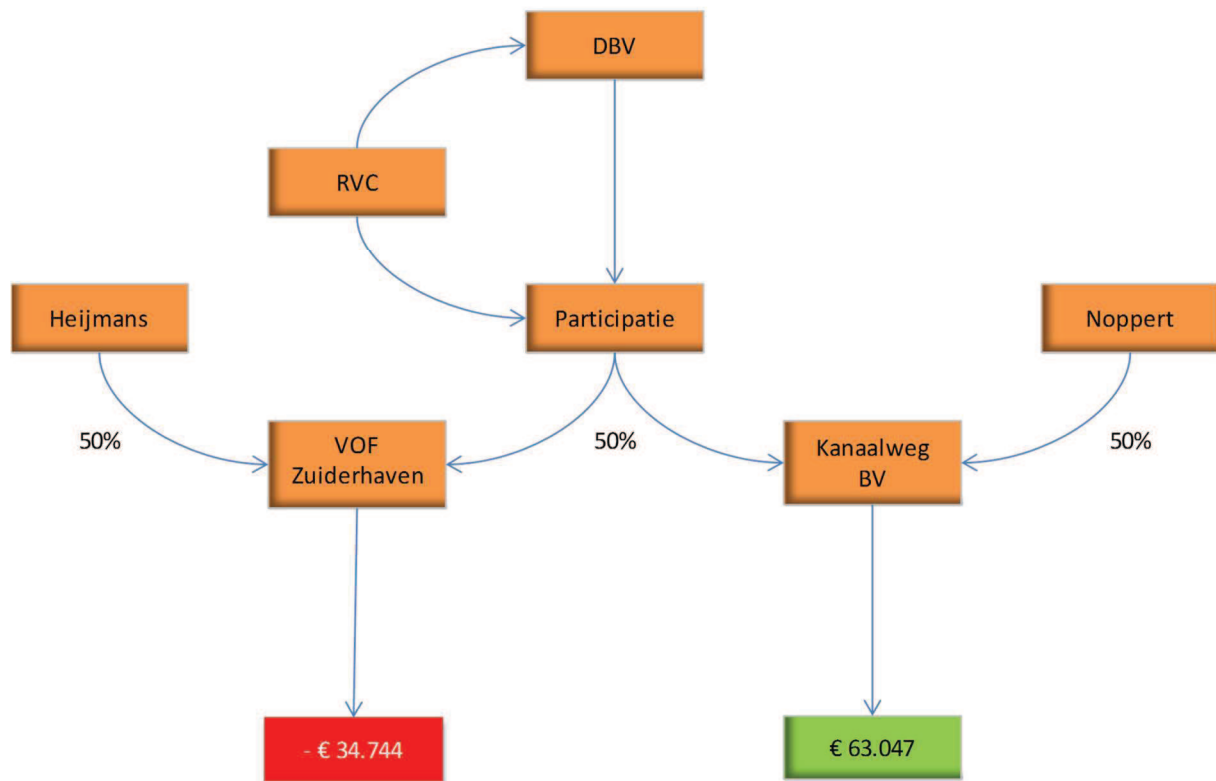 DBV
RVC
Heijmans
Participatie
Noppert
50%
VOF
Zuiderhaven
50%
Kanaalweg
BV
50%
- € 34.744
€ 63.047